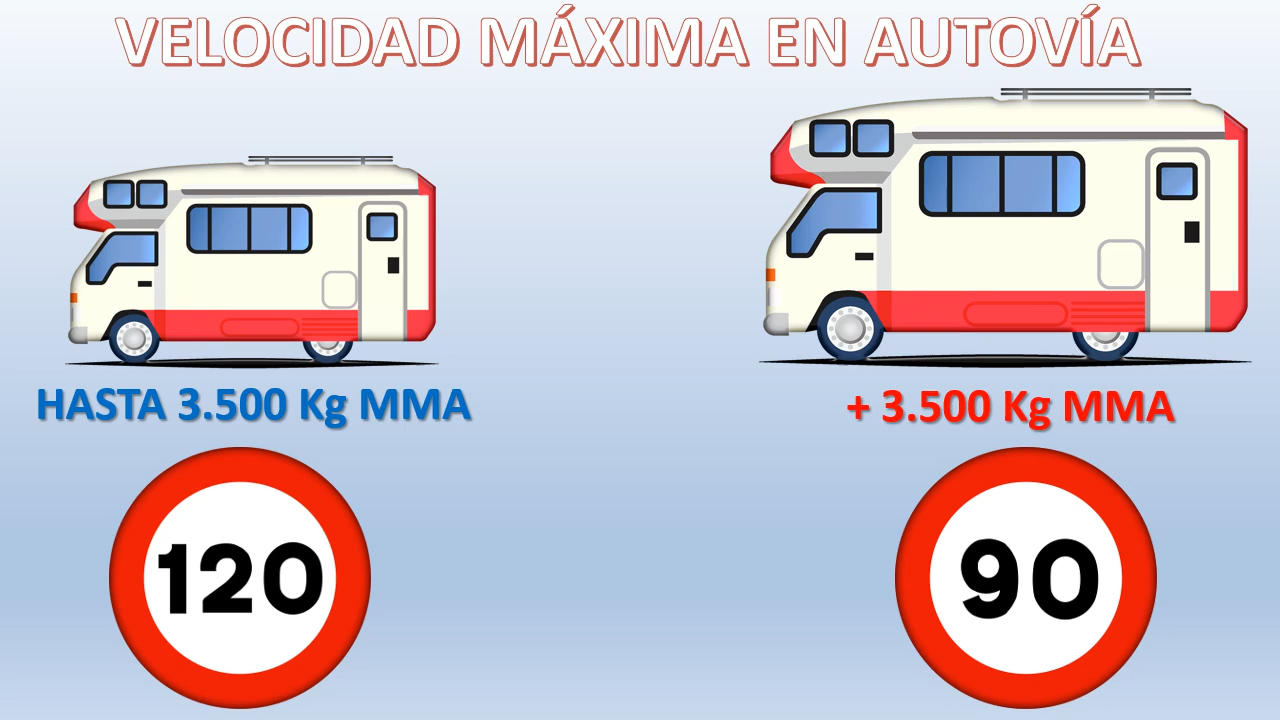 VELOCIDAD MÁXIMA EN AUTOVÍA
HASTA 3.500 Kg MMA
+ 3.500 Kg MMA
120
90